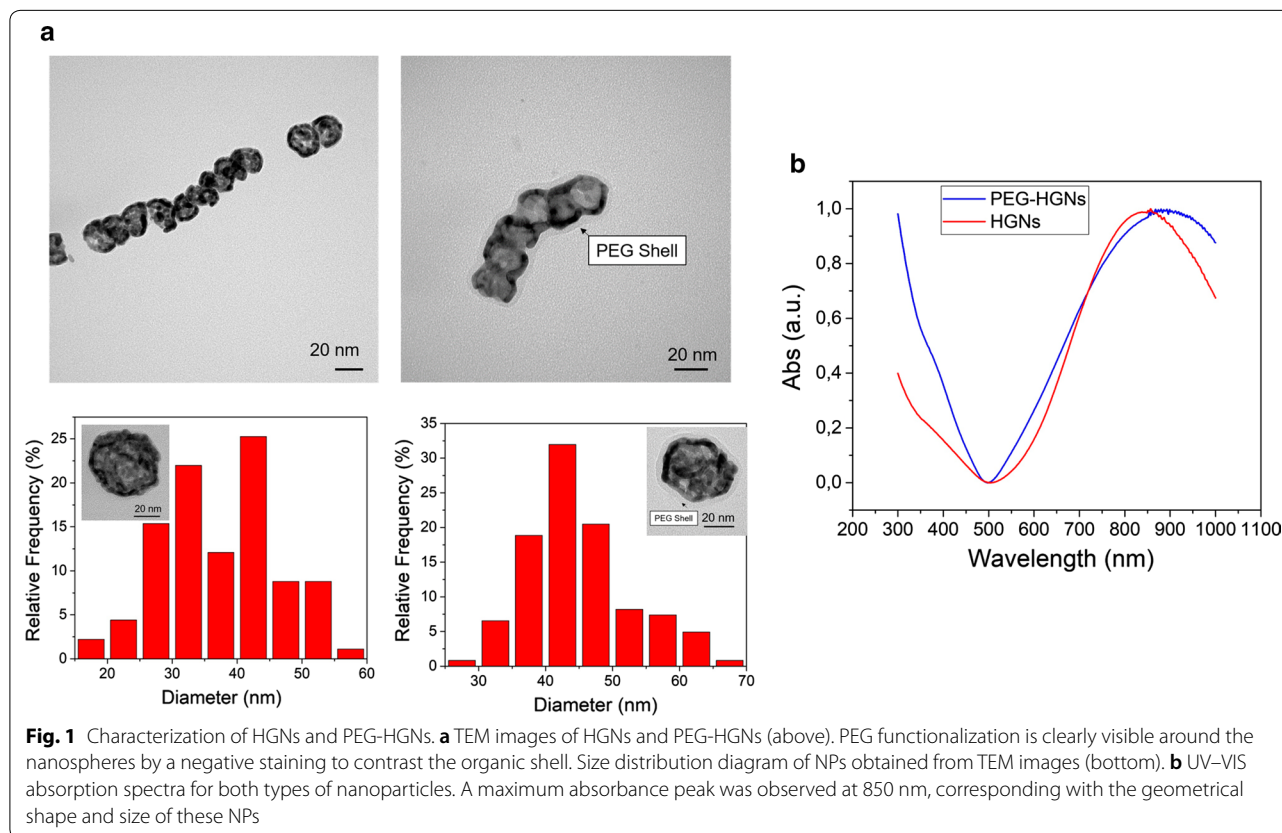 a
20 nm
PEG Shell
20 nm
b
PEG-HGNs
HGNs
1,0
0,8
0,6
0,4
0,2
0,0
Abs (a.u.)
200 300 400 500 600 700 800 900 1000 1100
Wavelength (nm)
25
20
15
10
5
0
Relative Frequency (%)
20 nm
20 30 40 50 60
Diameter (nm)
35
30
25
20
15
10
5
0
Relative Frequency (%)
PEG Shell
20 nm
30 40 50 60 70
Diameter (nm)
Fig. 1 Characterization of HGNs and PEG-HGNs. a TEM images of HGNs and PEG-HGNs (above). PEG functionalization is clearly visible around the
nanospheres by a negative staining to contrast the organic shell. Size distribution diagram of NPs obtained from TEM images (bottom). b UV–VIS
absorption spectra for both types of nanoparticles. A maximum absorbance peak was observed at 850 nm, corresponding with the geometrical
shape and size of these NPs